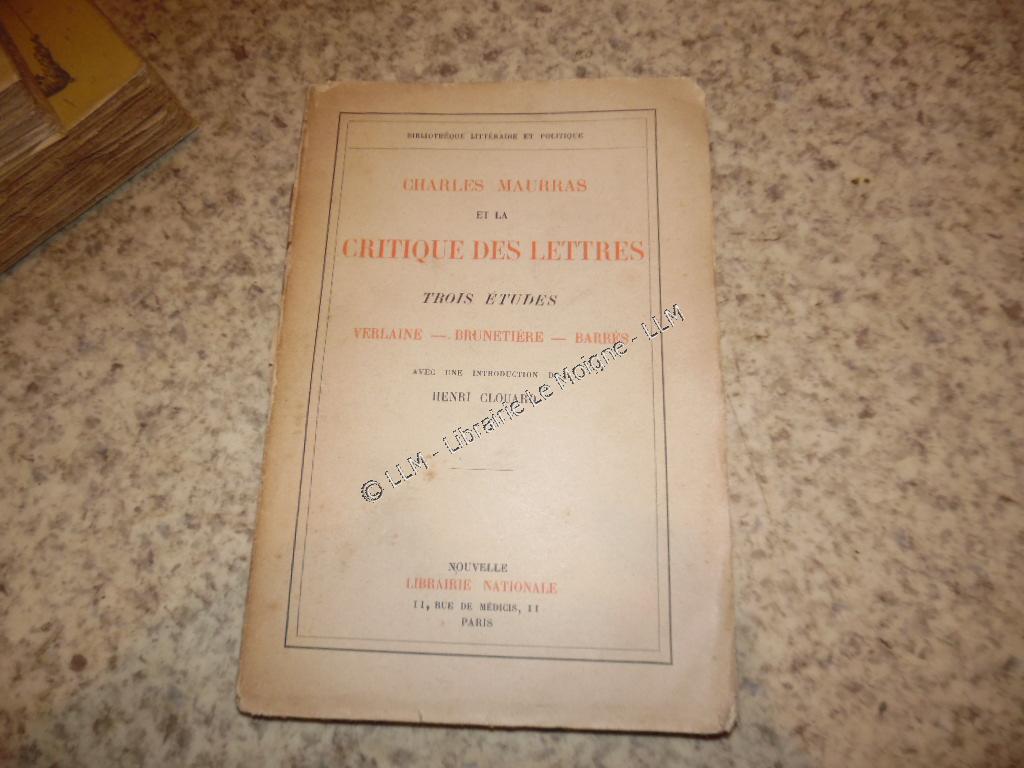 BIBLIOTHÈQUE LITTÉRAIRE ET POLITIQUE
CHARLES MAURRAS
ET LA
CRITIQUE DES LETTRES
TROIS ÉTUDES
VERLAINE — BRUNETIÈRE — BARRÈS
AVEC UNE INTRODUCTION D
HENRI CLOUARD
© LLM - Librairie Le Moigne - LLM
NOUVELLE
LIBRAIRIE NATIONALE
11, RUE DE MÉDICIS, 11
PARIS